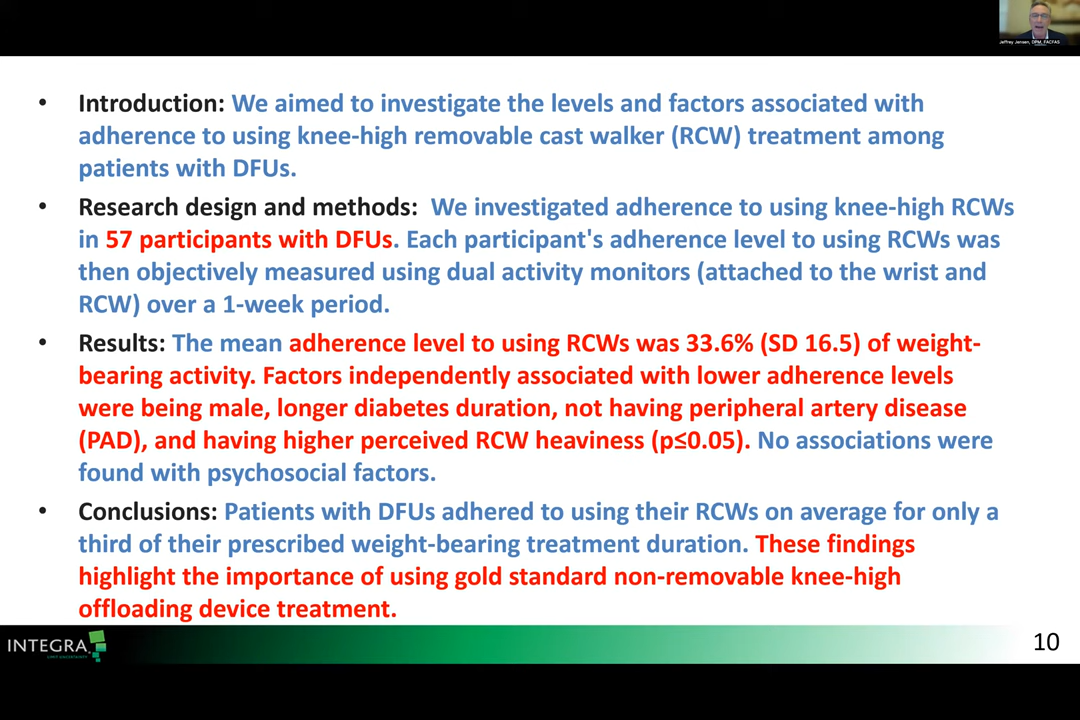 Jeffrey Jensen, DPM, FACFAS
• Introduction: We aimed to investigate the levels and factors associated with
adherence to using knee-high removable cast walker (RCW) treatment among
patients with DFUs.
• Research design and methods: We investigated adherence to using knee-high RCWs
in 57 participants with DFUs. Each participant's adherence level to using RCWs was
then objectively measured using dual activity monitors (attached to the wrist and
RCW) over a 1-week period.
• Results: The mean adherence level to using RCWs was 33.6% (SD 16.5) of weight-
bearing activity. Factors independently associated with lower adherence levels
were being male, longer diabetes duration, not having peripheral artery disease
(PAD), and having higher perceived RCW heaviness (p≤0.05). No associations were
found with psychosocial factors.
• Conclusions: Patients with DFUs adhered to using their RCWs on average for only a
third of their prescribed weight-bearing treatment duration. These findings
highlight the importance of using gold standard non-removable knee-high
offloading device treatment.
INTEGRA
LIMIT UNCERTAINTY
10